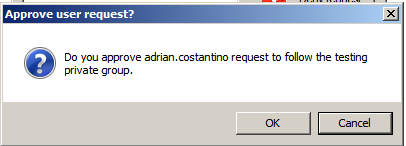 Approve user request?
Do you approve adrian.costantino request to follow the testing
private group.
OK
Cancel